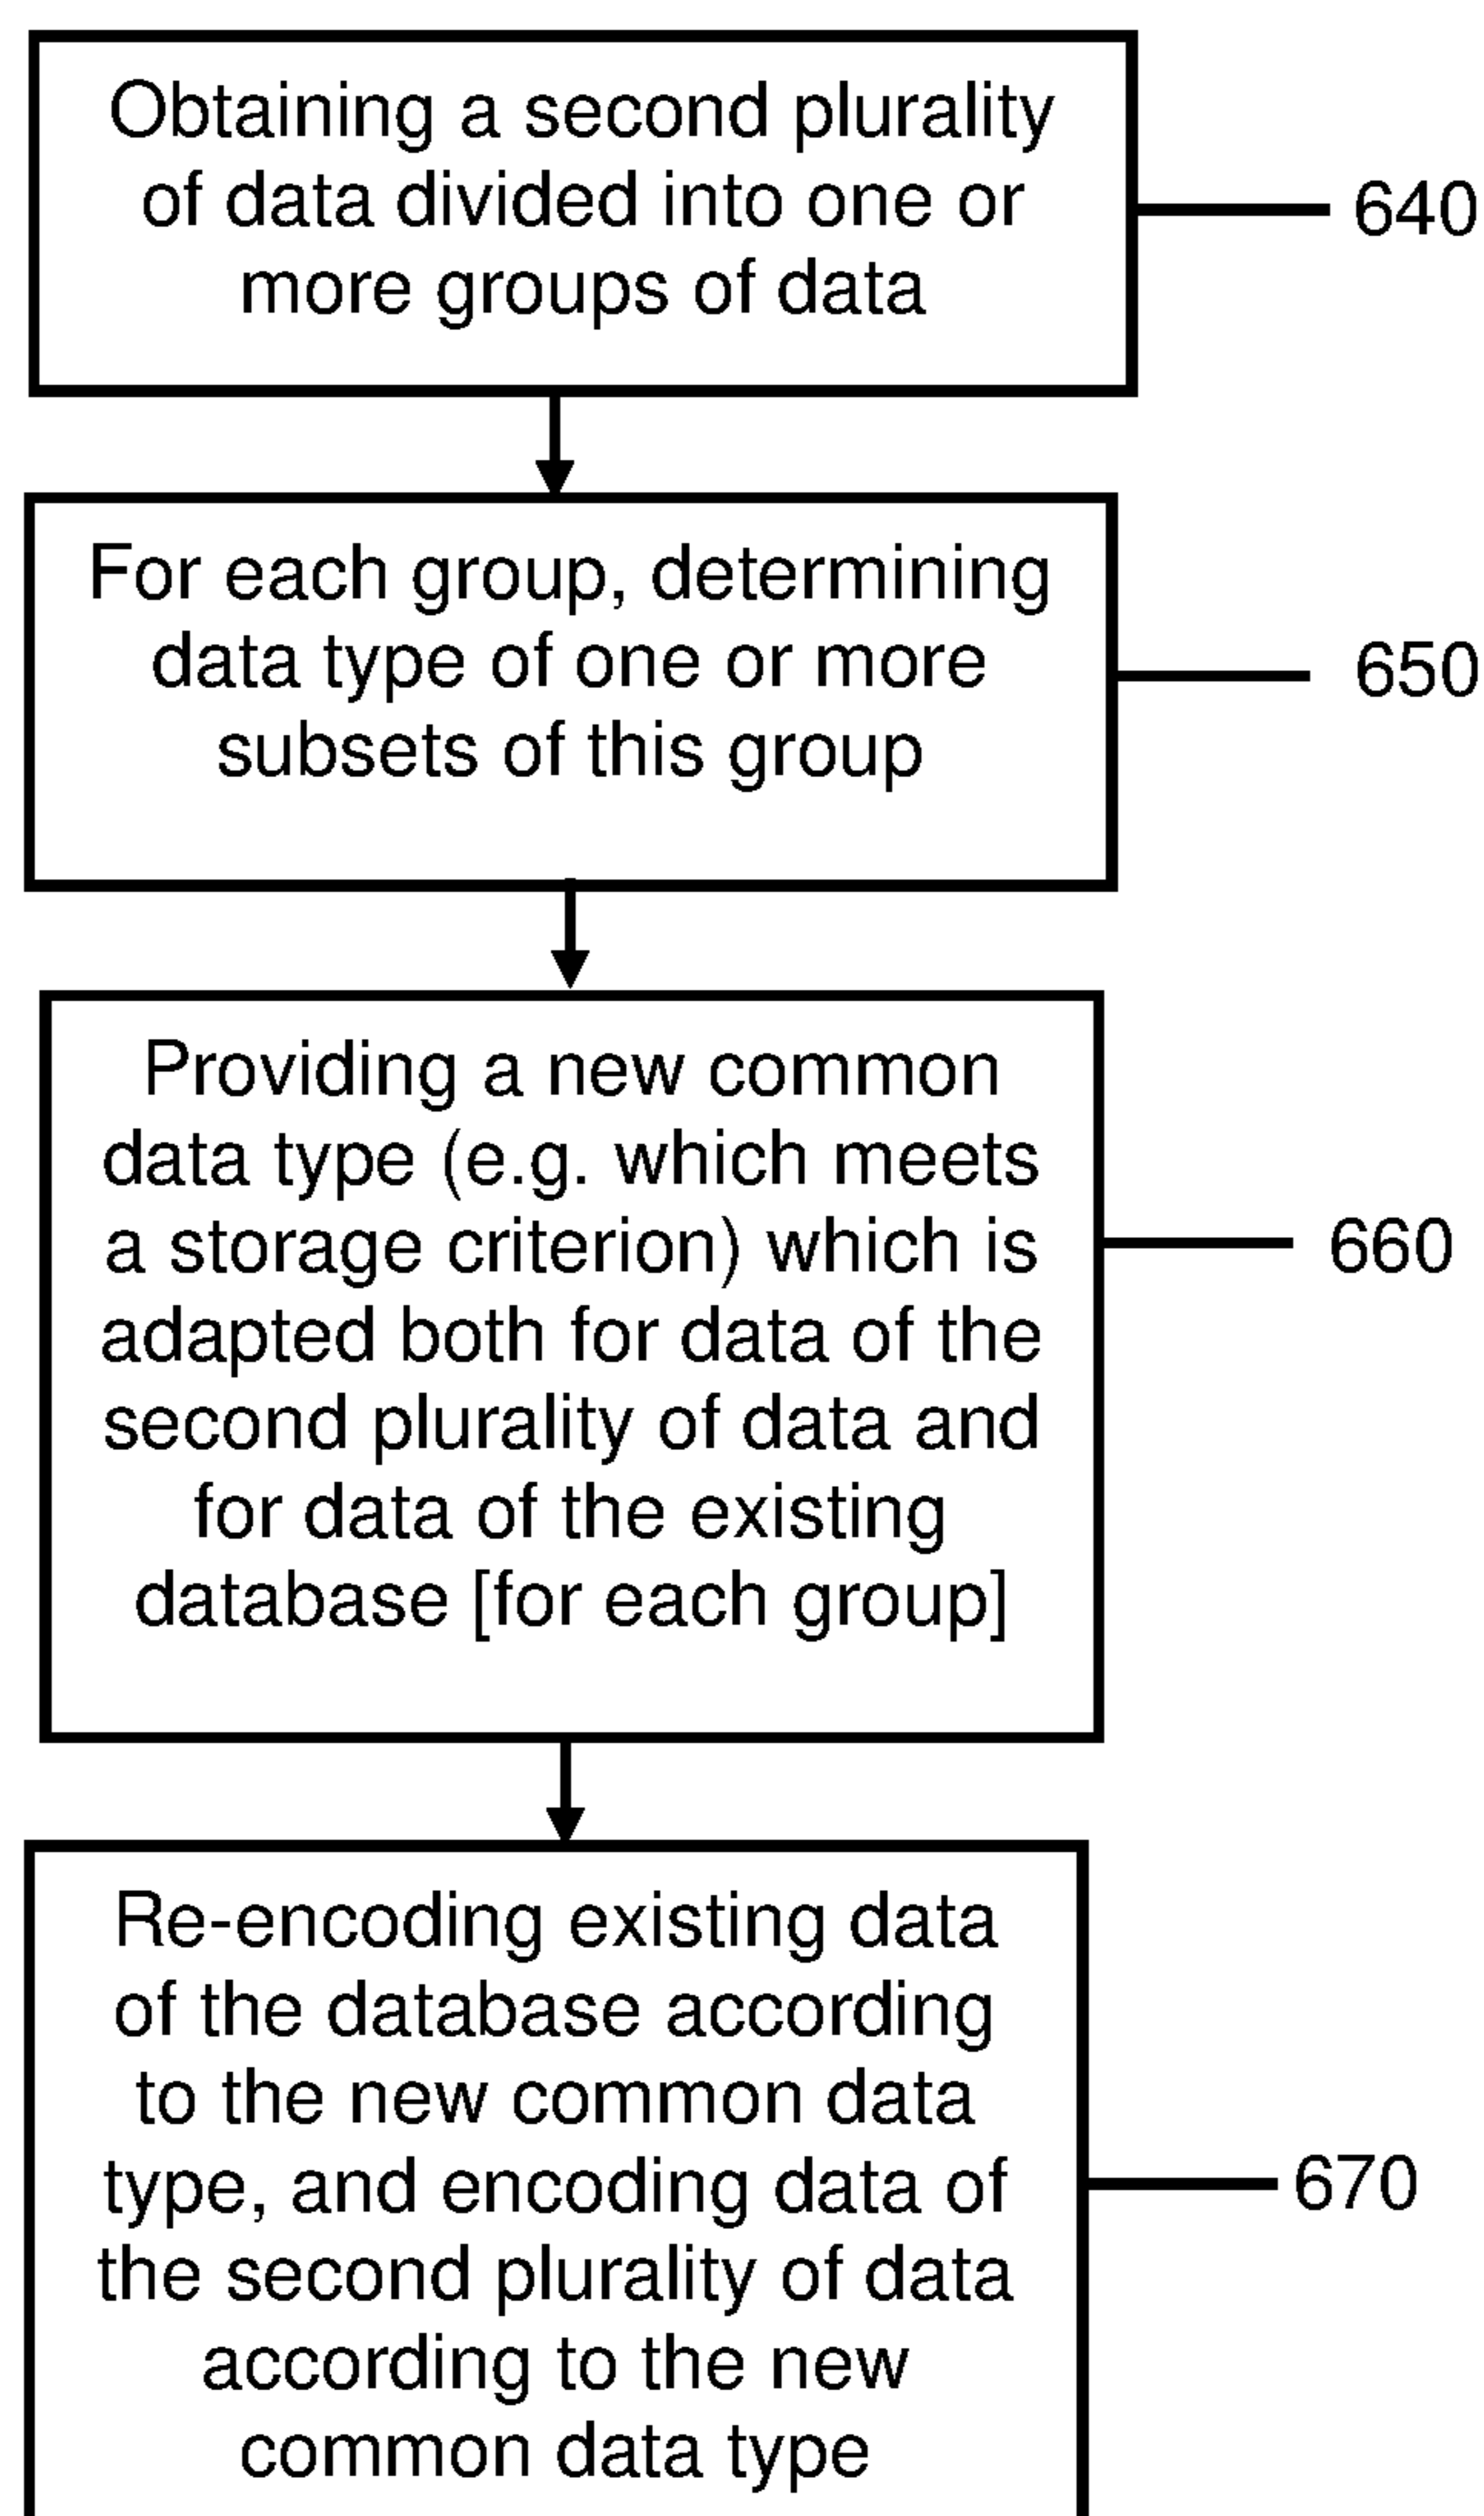 Obtaining a second plurality
of data divided into one or
more groups of data
640
For each group, determining
data type of one or more
subsets of this group
650
Providing a new common
data type (e.g. which meets
a storage criterion) which is
adapted both for data of the
second plurality of data and
for data of the existing
database [for each group]
660
Re-encoding existing data
of the database according
to the new common data
type, and encoding data of
the second plurality of data
according to the new
common data type
670